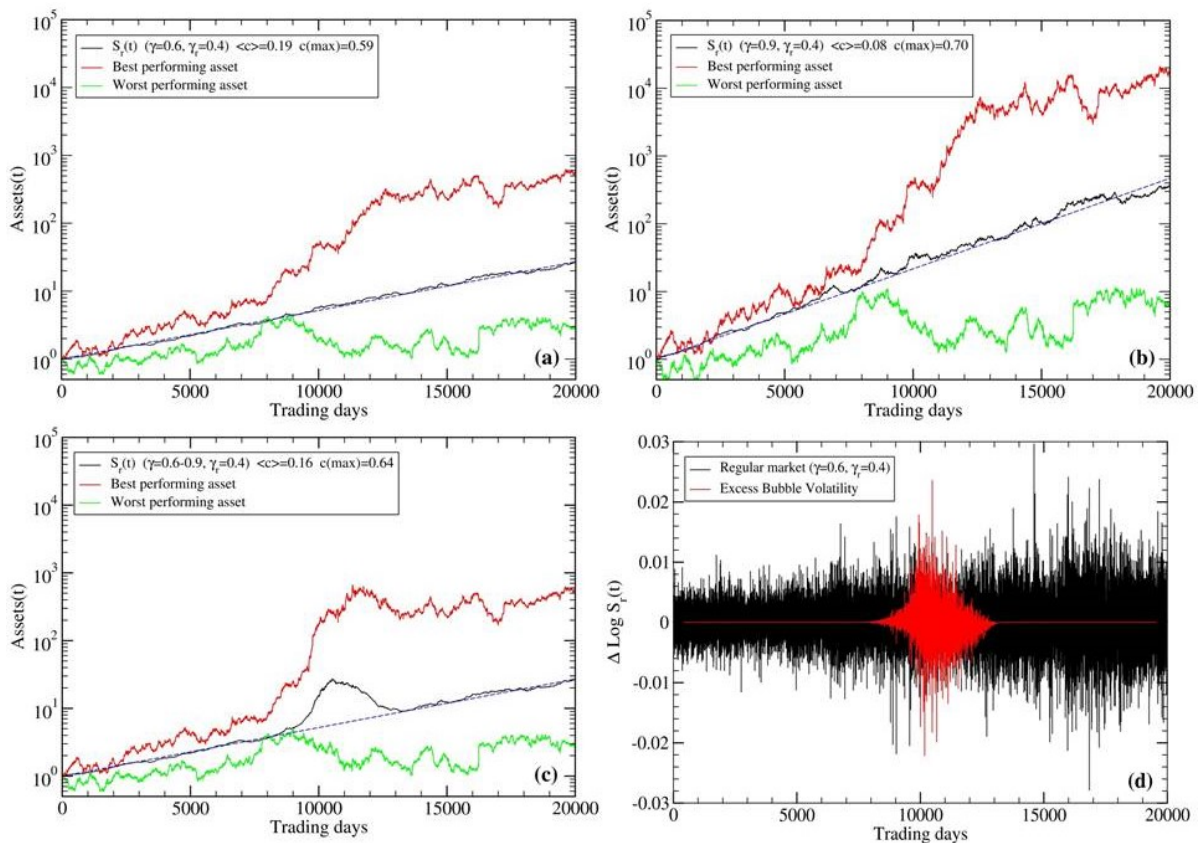 10^5
10^4
10^3
10^2
10^1
10^0
Assets(t)
S_r(t) (γ=0.6, γ_r=0.4) <c>=0.19 c(max)=0.59
Best performing asset
Worst performing asset
(a)
0 5000 10000 15000 20000
Trading days
10^5
10^4
10^3
10^2
10^1
10^0
Assets(t)
S_r(t) (γ=0.9, γ_r=0.4) <c>=0.08 c(max)=0.70
Best performing asset
Worst performing asset
(b)
0 5000 10000 15000 20000
Trading days
10^5
10^4
10^3
10^2
10^1
10^0
Assets(t)
S_r(t) (γ=0.6-0.9, γ_r=0.4) <c>=0.16 c(max)=0.64
Best performing asset
Worst performing asset
(c)
0 5000 10000 15000 20000
Trading days
0.03
0.02
0.01
0
-0.01
-0.02
-0.03
Δ Log S_r(t)
Regular market (γ=0.6, γ_r=0.4)
Excess Bubble Volatility
(d)
0 5000 10000 15000 20000
Trading days